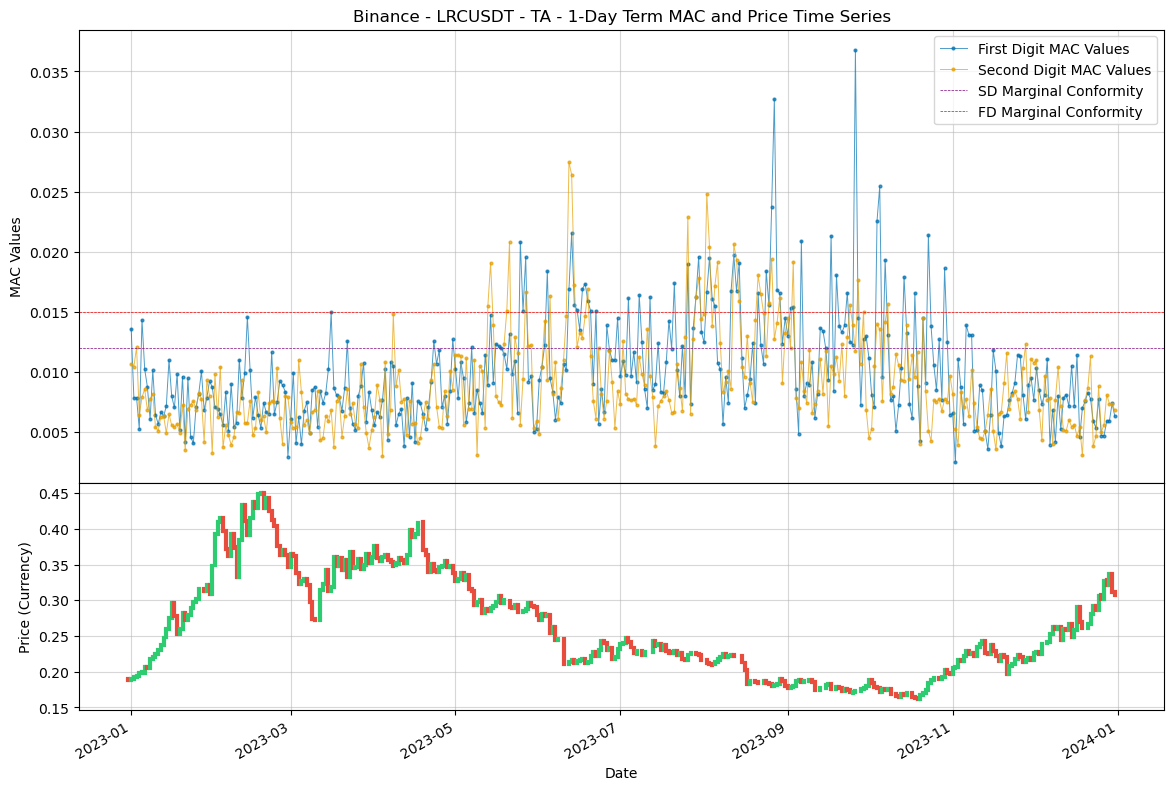 Binance - LRCUSDT - TA - 1-Day Term MAC and Price Time Series
First Digit MAC Values
Second Digit MAC Values
SD Marginal Conformity
FD Marginal Conformity
MAC Values
0.035
0.030
0.025
0.020
0.015
0.010
0.005
Price (Currency)
0.45
0.40
0.35
0.30
0.25
0.20
0.15
2023-01
2023-03
2023-05
2023-07
2023-09
2023-11
2024-01
Date